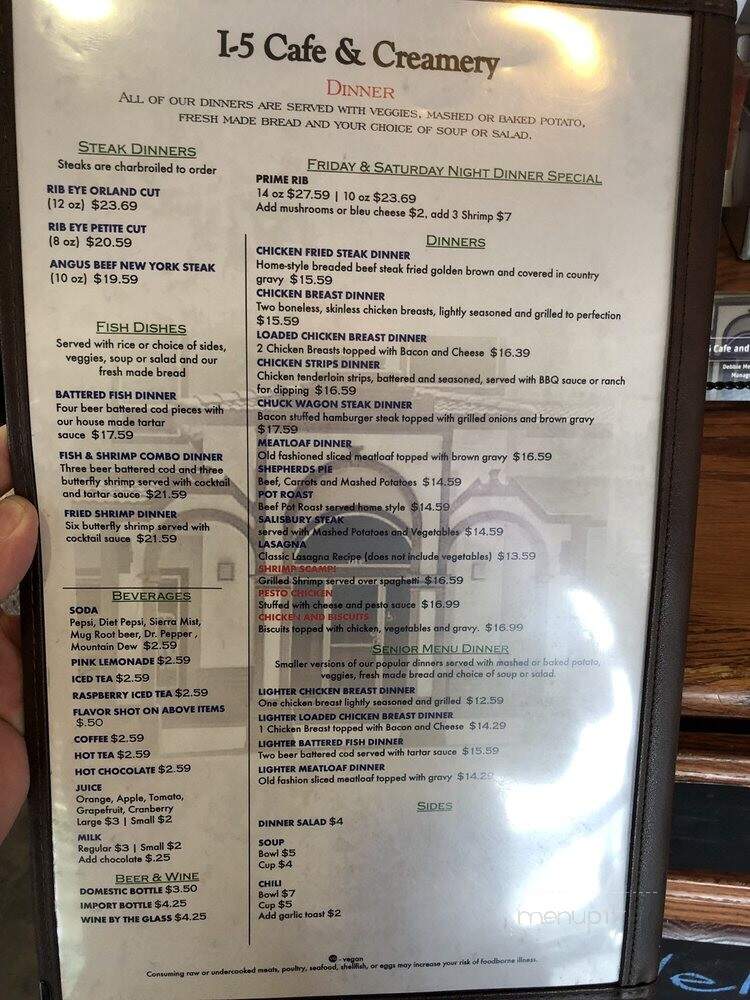 I-5 Cafe & Creamery
DINNER
ALL OF OUR DINNERS ARE SERVED WITH VEGGIES, MASHED OR BAKED POTATO,
FRESH MADE BREAD AND YOUR CHOICE OF SOUP OR SALAD.
STEAK DINNERS
Steaks are charbroiled to order
RIB EYE ORLAND CUT
(12 oz) $23.69
RIB EYE PETITE CUT
(8 oz) $20.59
ANGUS BEEF NEW YORK STEAK
(10 oz) $19.59
FISH DISHES
Served with rice or choice of sides,
veggies, soup or salad and our
fresh made bread
BATTERED FISH DINNER
Four beer battered cod pieces with
our house made tartar
sauce $17.59
FISH & SHRIMP COMBO DINNER
Three beer battered cod and three
butterfly shrimp served with cocktail
and tartar sauce $21.59
FRIED SHRIMP DINNER
Six butterfly shrimp served with
cocktail sauce $21.59
BEVERAGES
SODA
Pepsi, Diet Pepsi, Sierra Mist,
Mug Root beer, Dr. Pepper ,
Mountain Dew $2.59
PINK LEMONADE $2.59
ICED TEA $2.59
RASPBERRY ICED TEA $2.59
FLAVOR SHOT ON ABOVE ITEMS
$.50
COFFEE $2.59
HOT TEA $2.59
HOT CHOCOLATE $2.59
JUICE
Orange, Apple, Tomato,
Grapefruit, Cranberry
Large $3 | Small $2
MILK
Regular $3 | Small $2
Add chocolate $.25
BEER & WINE
DOMESTIC BOTTLE $3.50
IMPORT BOTTLE $4.25
WINE BY THE GLASS $4.25
FRIDAY & SATURDAY NIGHT DINNER SPECIAL
PRIME RIB
14 oz $27.59 | 10 oz $23.69
Add mushrooms or bleu cheese $2, add 3 Shrimp $7
DINNERS
CHICKEN FRIED STEAK DINNER
Home-style breaded beef steak fried golden brown and covered in country
gravy $15.59
CHICKEN BREAST DINNER
Two boneless, skinless chicken breasts, lightly seasoned and grilled to perfection
$15.59
LOADED CHICKEN BREAST DINNER
2 Chicken Breasts topped with Bacon and Cheese $16.39
CHICKEN STRIPS DINNER
Chicken tenderloin strips, battered and seasoned, served with BBQ sauce or ranch
for dipping $16.59
CHUCK WAGON STEAK DINNER
Bacon stuffed hamburger steak topped with grilled onions and brown gravy
$17.59
MEATLOAF DINNER
Old fashioned sliced meatloaf topped with brown gravy $16.59
SHEPHERDS PIE
Beef, Carrots and Mashed Potatoes $14.59
POT ROAST
Beef Pot Roast served home style $14.59
SALISBURY STEAK
served with Mashed Potatoes and Vegetables $14.59
LASAGNA
Classic Lasagna Recipe (does not include vegetables) $13.59
SHRIMP SCAMPI
Grilled Shrimp served over spaghetti $16.59
PESTO CHICKEN
Stuffed with cheese and pesto sauce $16.99
CHICKEN AND BISCUITS
Biscuits topped with chicken, vegetables and gravy. $16.99
SENIOR MENU DINNER
Smaller versions of our popular dinners served with mashed or baked potato,
veggies, fresh made bread and choice of soup or salad.
LIGHTER CHICKEN BREAST DINNER
One chicken breast lightly seasoned and grilled $12.59
LIGHTER LOADED CHICKEN BREAST DINNER
1 Chicken Breast topped with Bacon and Cheese $14.29
LIGHTER BATTERED FISH DINNER
Two beer battered cod served with tartar sauce $15.59
LIGHTER MEATLOAF DINNER
Old fashion sliced meatloaf topped with gravy $14.29
SIDES
DINNER SALAD $4
SOUP
Bowl $5
Cup $4
CHILI
Bowl $7
Cup $5
Add garlic toast $2
- vegan
Consuming raw or undercooked meats, poultry, seafood, shellfish, or eggs may increase your risk of foodborne illness.
menupi
Cafe and
Debbie